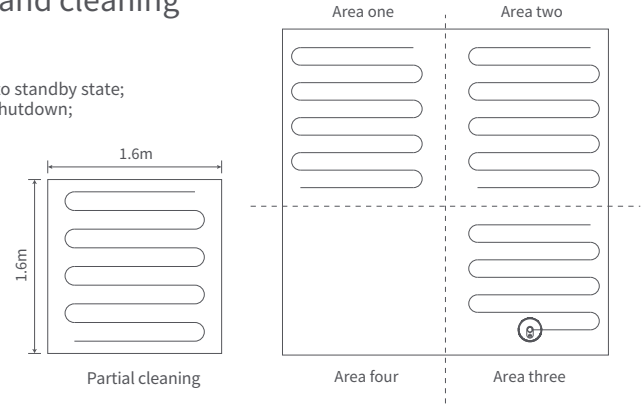 and cleaning
to standby state;
hutdown;
1.6m
1.6m
Partial cleaning
Area one
Area two
Area four
Area three